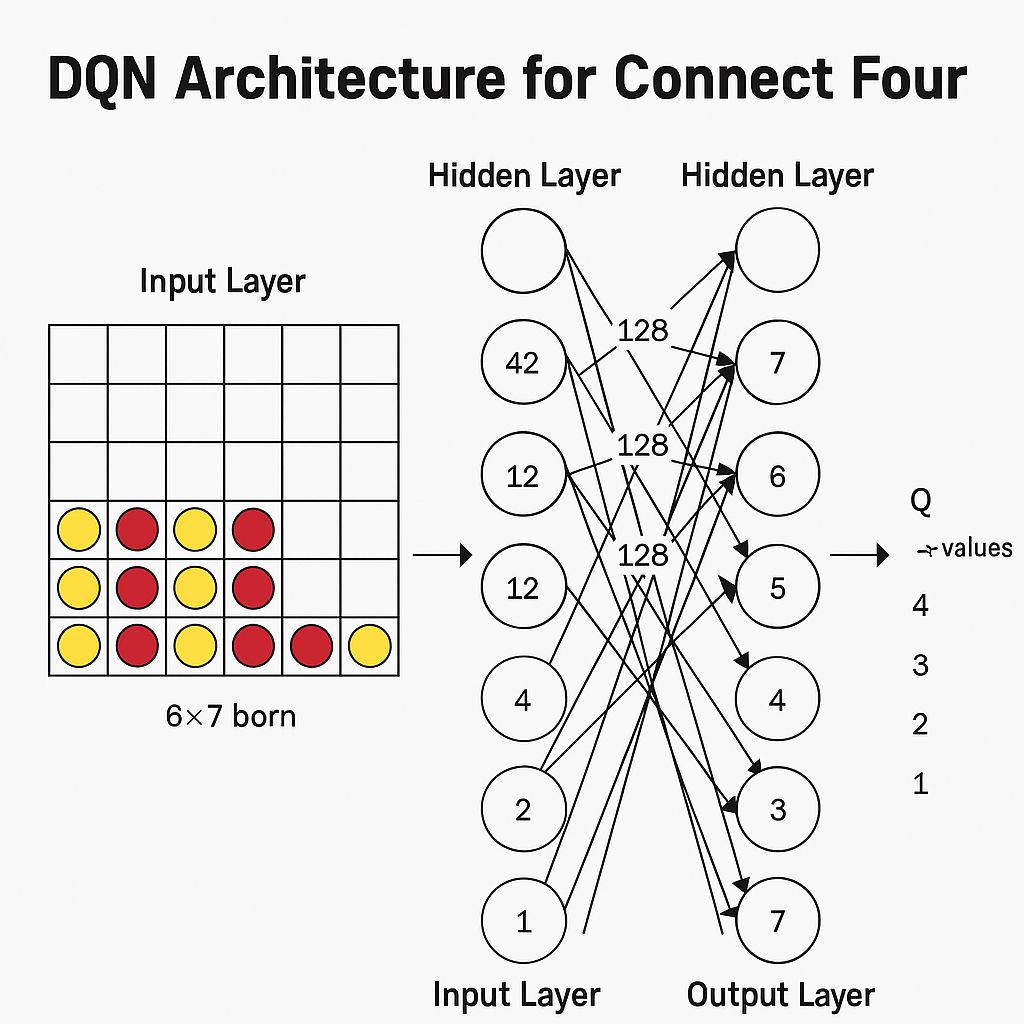 DQN Architecture for Connect Four
Hidden Layer
Hidden Layer
Input Layer
6×7 born
42
12
12
4
2
1
128
128
128
7
6
5
4
3
7
Input Layer
Output Layer
Q
values
4
3
2
1